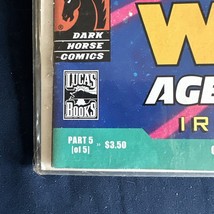 DARK
HORSE
COMICS
W
AGE
IR
LUCAS
BOOKS
PART 5
(of 5) - $3.50